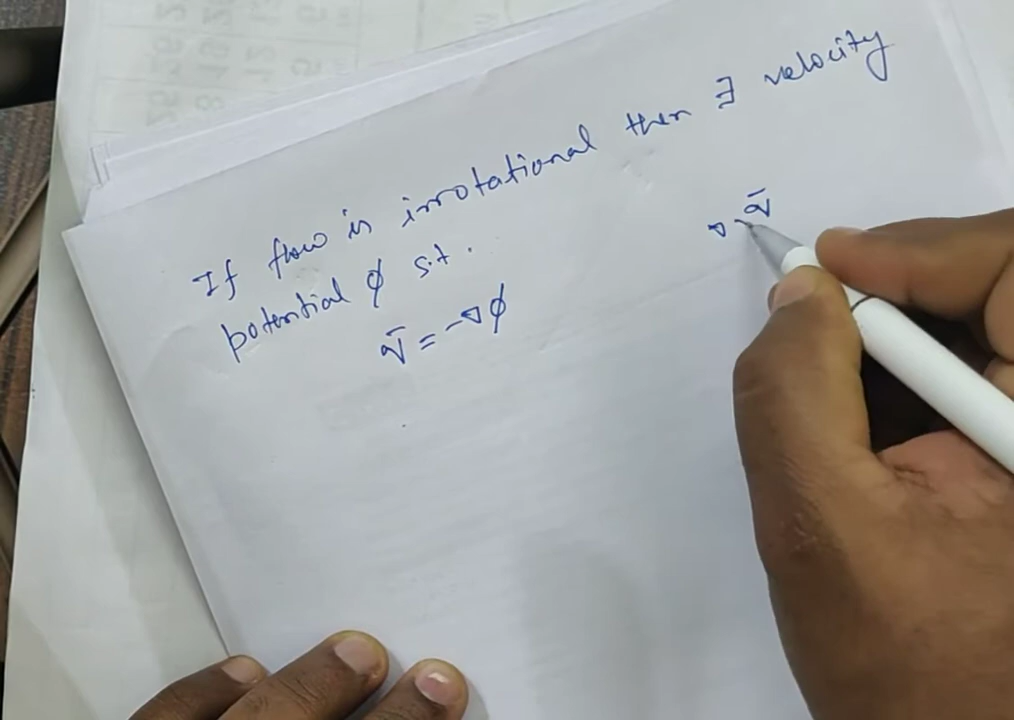 If flow is irrotational then ∃ velocity
potential ϕ s.t.
v̄ = -∇ϕ
∇ v̄